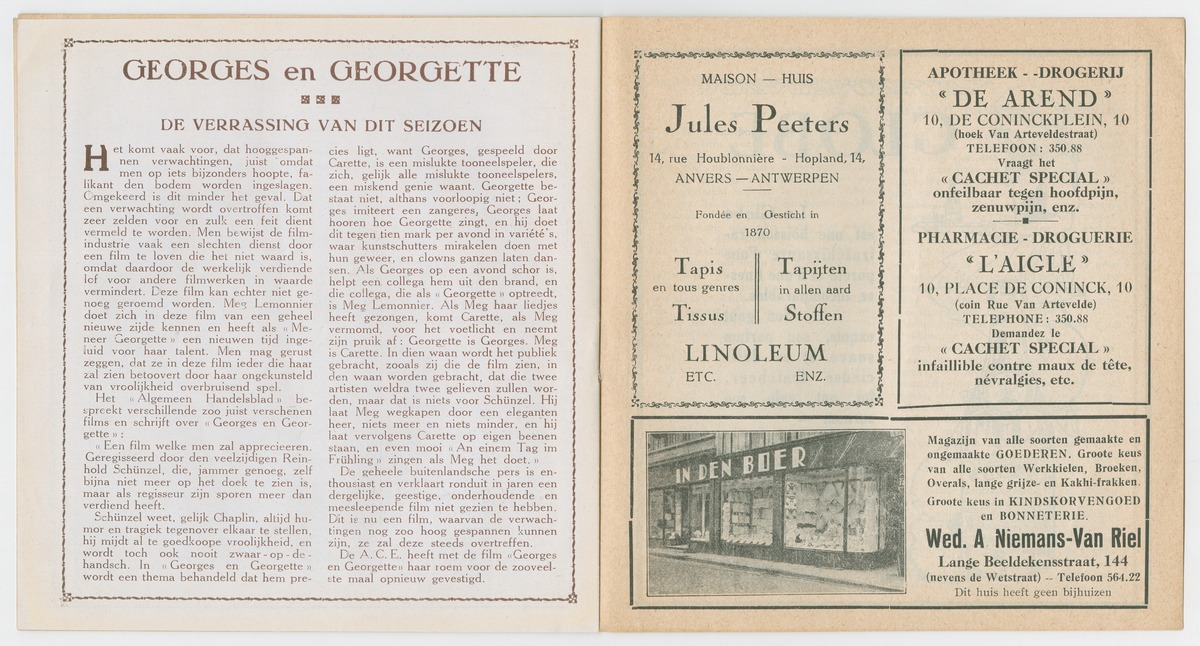 GEORGES en GEORGETTE
DE VERRASSING VAN DIT SEIZOEN
Het komt vaak voor, dat hooggespan-
nen verwachtingen, juist omdat
men op iets bijzonders hoopte, fa-
likant den bodem worden ingeslagen.
Omgekeerd is dit minder het geval. Dat
een verwachting wordt overtroffen komt
zeer zelden voor en zulk een feit dient
vermeld te worden. Men bewijst de film-
industrie vaak een slechten dienst door
een film te loven die het niet waard is,
omdat daardoor de werkelijk verdiende
lof voor andere filmwerken in waarde
vermindert. Deze film kan echter niet ge-
noeg geroemd worden. Meg Lemonnier
doet zich in deze film van een geheel
nieuwe zijde kennen en heeft als « Me-
neer Georgette » een nieuwen tijd inge-
luid voor haar talent. Men mag gerust
zeggen, dat ze in deze film ieder die haar
zal zien betoovert door haar ongekunsteld
van vroolijkheid overbruisend spel.
Het « Algemeen Handelsblad » be-
spreekt verschillende zoo juist verschenen
films en schrijft over « Georges en Geor-
gette » :
« Een film welke men zal apprecieeren.
Geregisseerd door den veelzijdigen Rein-
hold Schünzel, die, jammer genoeg, zelf
bijna niet meer op het doek te zien is,
maar als regisseur zijn sporen meer dan
verdiend heeft.
Schünzel weet, gelijk Chaplin, altijd hu-
mor en tragiek tegenover elkaar te stellen,
hij mijdt al te goedkoope vroolijkheid, en
wordt toch ook nooit zwaar-op-de-
handsch. In « Georges en Georgette »
wordt een thema behandeld dat hem pre-
cies ligt, want Georges, gespeeld door
Carette, is een mislukte tooneelspeler, die
zich, gelijk alle mislukte tooneelspelers,
een miskend genie waant. Georgette be-
staat niet, althans voorloopig niet ; Geor-
ges imiteert een zangeres, Georges laat
hooren hoe Georgette zingt, en hij doet
dit tegen tien mark per avond in variété's,
waar kunstschutters mirakelen doen met
hun geweer, en clowns ganzen laten dan-
sen. Als Georges op een avond schor is,
helpt een collega hem uit den brand, en
die collega, die als « Georgette » optreedt,
is Meg Lemonnier. Als Meg haar liedjes
heeft gezongen, komt Carette, als Meg
vermomd, voor het voetlicht en neemt
zijn pruik af : Georgette is Georges. Meg
is Carette. In dien waan wordt het publiek
gebracht, zooals zij die de film zien, in
den waan worden gebracht, dat die twee
artisten weldra twee gelieven zullen wor-
den, maar dat is niets voor Schünzel. Hij
laat Meg wegkapen door een eleganten
heer, niets meer en niets minder, en hij
laat vervolgens Carette op eigen beenen
staan, en even mooi « An einem Tag im
Frühling » zingen als Meg het doet. »
De geheele buitenlandsche pers is en-
thousiast en verklaart ronduit in jaren een
dergelijke, geestige, onderhoudende en
meesleepende film niet gezien te hebben.
Dit is nu een film, waarvan de verwach-
tingen nog zoo hoog gespannen kunnen
zijn, ze zal deze steeds overtreffen.
De A.C.E. heeft met de film «Georges
en Georgette» haar roem voor de zooveel-
ste maal opnieuw gevestigd.
MAISON — HUIS
Jules Peeters
14, rue Houblonnière - Hopland, 14,
ANVERS — ANTWERPEN
Fondée en Gesticht in
1870
Tapis
en tous genres
Tissus
Tapijten
in allen aard
Stoffen
LINOLEUM
ETC. ENZ.
APOTHEEK - -DROGERIJ
« DE AREND »
10, DE CONINCKPLEIN, 10
(hoek Van Arteveldestraat)
TELEFOON : 350.88
Vraagt het
« CACHET SPECIAL »
onfeilbaar tegen hoofdpijn,
zenuwpijn, enz.
PHARMACIE - DROGUERIE
« L'AIGLE »
10, PLACE DE CONINCK, 10
(coin Rue Van Artevelde)
TELEPHONE : 350.88
Demandez le
« CACHET SPECIAL »
infaillible contre maux de tête,
névralgies, etc.
IN DEN BOER
Magazijn van alle soorten gemaakte en
ongemaakte GOEDEREN. Groote keus
van alle soorten Werkkielen, Broeken,
Overals, lange grijze- en Kakhi-frakken.
Groote keus in KINDSKORVENGOED
en BONNETERIE.
Wed. A Niemans-Van Riel
Lange Beeldekensstraat, 144
(nevens de Wetstraat) -- Telefoon 564.22
Dit huis heeft geen bijhuizen